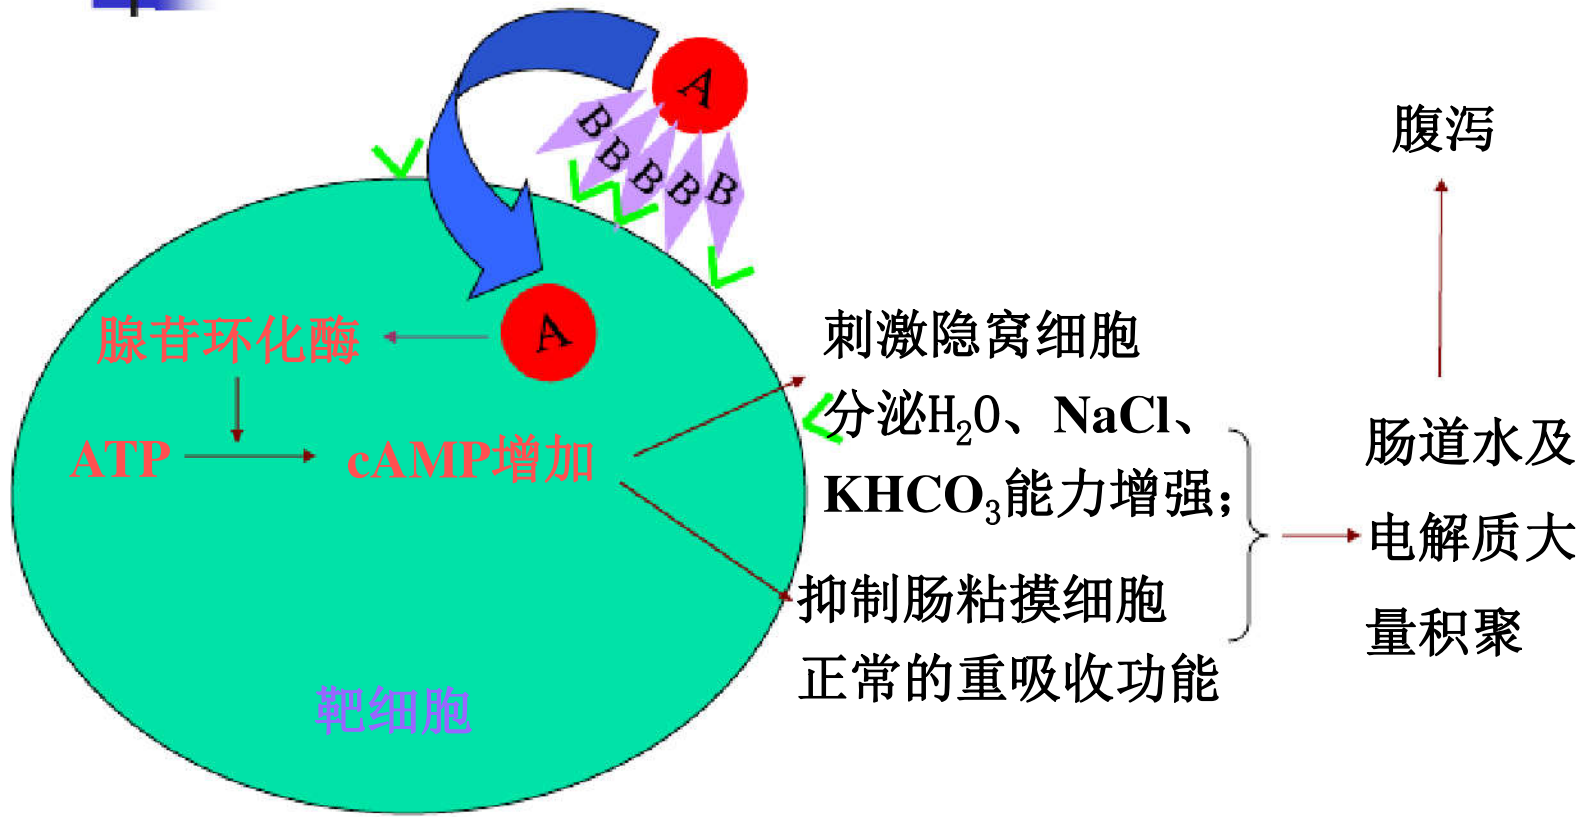 A
B
B
B
B
B
腹泻
A
腺苷环化酶
ATP
cAMP增加
靶细胞
刺激隐窝细胞
分泌H₂O、NaCl、
KHCO₃能力增强；
抑制肠粘摸细胞
正常的重吸收功能
肠道水及
电解质大
量积聚